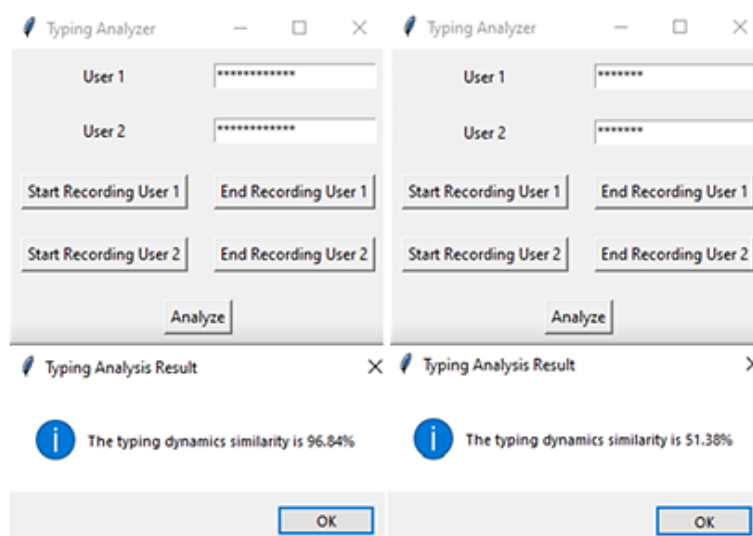 Typing Analyzer
User 1 ************
User 2 ************
Start Recording User 1 End Recording User 1
Start Recording User 2 End Recording User 2
Analyze
Typing Analysis Result
The typing dynamics similarity is 96.84%
OK
Typing Analyzer
User 1 *******
User 2 *******
Start Recording User 1 End Recording User 1
Start Recording User 2 End Recording User 2
Analyze
Typing Analysis Result
The typing dynamics similarity is 51.38%
OK